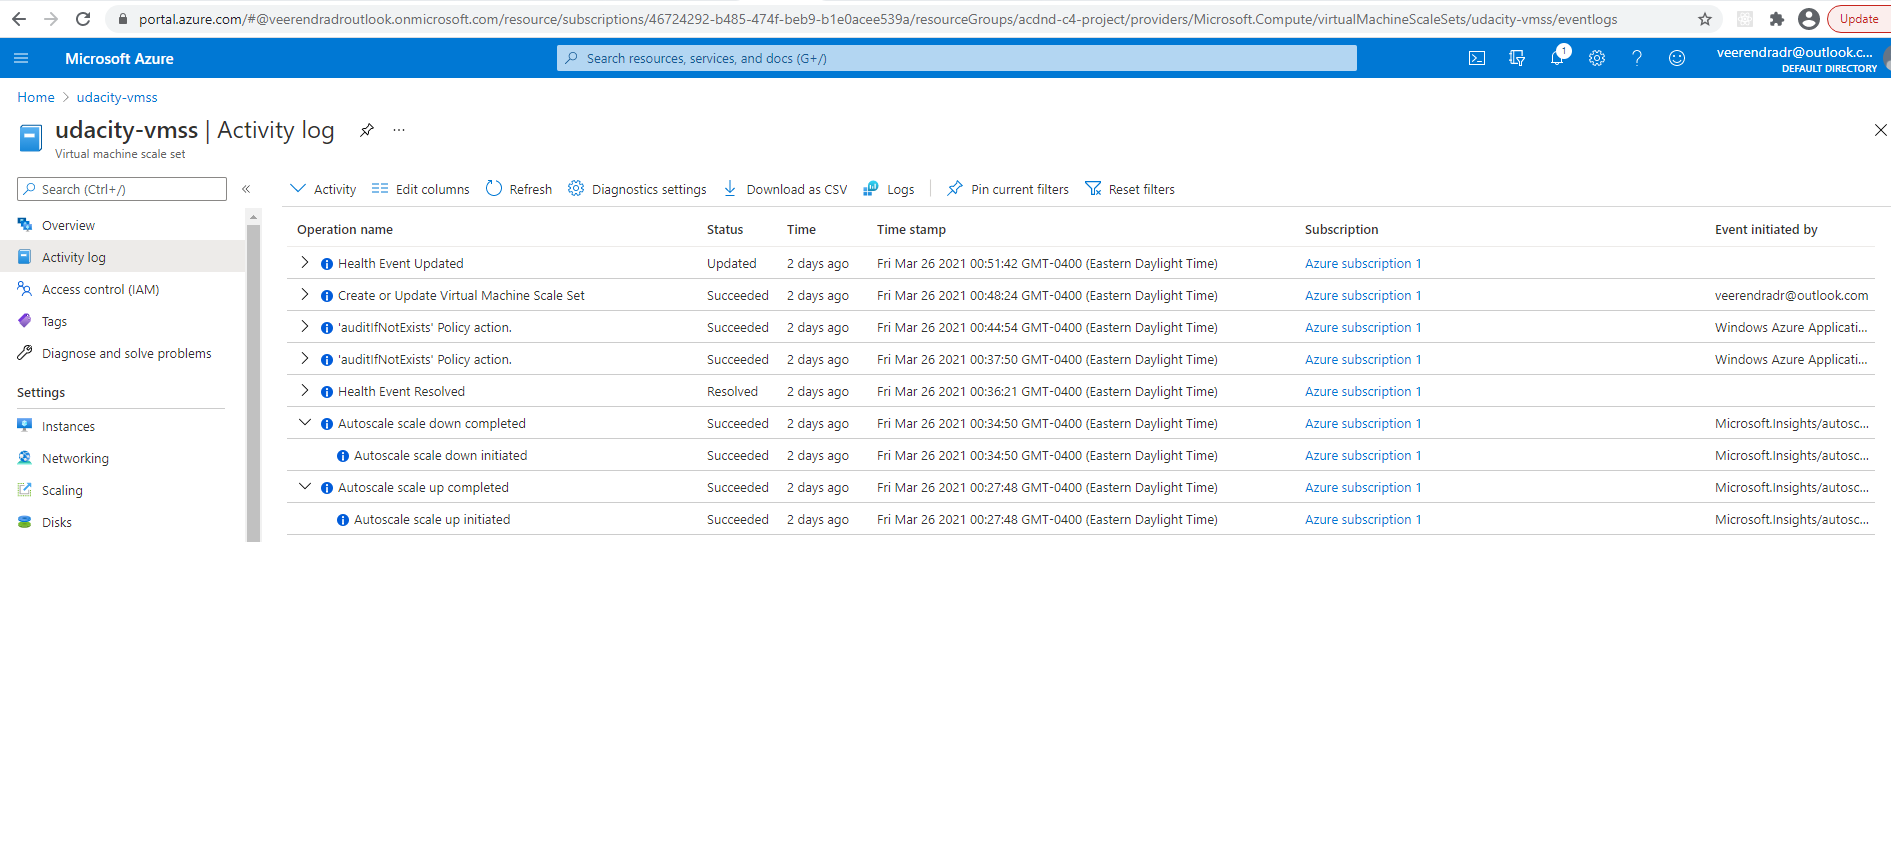 portal.azure.com/#@veerendradroutlook.onmicrosoft.com/resource/subscriptions/46724292-b485-474f-beb9-b1e0acee539a/resourceGroups/acdnd-c4-project/providers/Microsoft.Compute/virtualMachineScaleSets/udacity-vmss/eventlogs Update
Microsoft Azure Search resources, services, and docs (G+/) 1 veerendradr@outlook.c...
DEFAULT DIRECTORY
Home > udacity-vmss
udacity-vmss | Activity log ...
Virtual machine scale set
Search (Ctrl+/) « Activity Edit columns Refresh Diagnostics settings Download as CSV Logs Pin current filters Reset filters
Overview
Activity log
Access control (IAM)
Tags
Diagnose and solve problems
Settings
Instances
Networking
Scaling
Disks
Operation name Status Time Time stamp Subscription Event initiated by
Health Event Updated Updated 2 days ago Fri Mar 26 2021 00:51:42 GMT-0400 (Eastern Daylight Time) Azure subscription 1
Create or Update Virtual Machine Scale Set Succeeded 2 days ago Fri Mar 26 2021 00:48:24 GMT-0400 (Eastern Daylight Time) Azure subscription 1 veerendradr@outlook.com
'auditIfNotExists' Policy action. Succeeded 2 days ago Fri Mar 26 2021 00:44:54 GMT-0400 (Eastern Daylight Time) Azure subscription 1 Windows Azure Applicati...
'auditIfNotExists' Policy action. Succeeded 2 days ago Fri Mar 26 2021 00:37:50 GMT-0400 (Eastern Daylight Time) Azure subscription 1 Windows Azure Applicati...
Health Event Resolved Resolved 2 days ago Fri Mar 26 2021 00:36:21 GMT-0400 (Eastern Daylight Time) Azure subscription 1
Autoscale scale down completed Succeeded 2 days ago Fri Mar 26 2021 00:34:50 GMT-0400 (Eastern Daylight Time) Azure subscription 1 Microsoft.Insights/autosc...
Autoscale scale down initiated Succeeded 2 days ago Fri Mar 26 2021 00:34:50 GMT-0400 (Eastern Daylight Time) Azure subscription 1 Microsoft.Insights/autosc...
Autoscale scale up completed Succeeded 2 days ago Fri Mar 26 2021 00:27:48 GMT-0400 (Eastern Daylight Time) Azure subscription 1 Microsoft.Insights/autosc...
Autoscale scale up initiated Succeeded 2 days ago Fri Mar 26 2021 00:27:48 GMT-0400 (Eastern Daylight Time) Azure subscription 1 Microsoft.Insights/autosc...